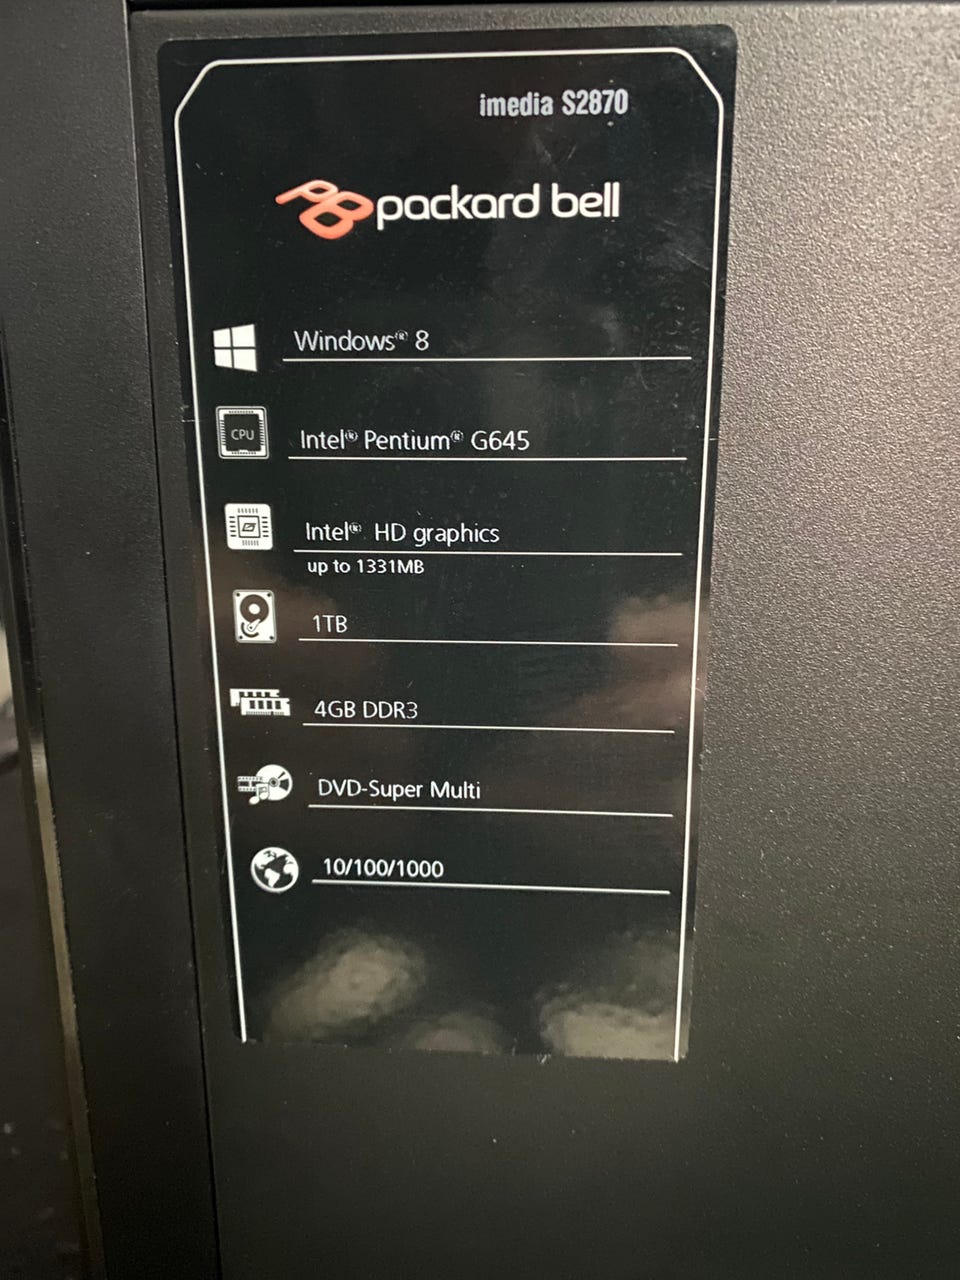 imedia S2870
packard bell
Windows® 8
CPU
Intel® Pentium® G645
Intel® HD graphics
up to 1331MB
1TB
4GB DDR3
DVD-Super Multi
10/100/1000